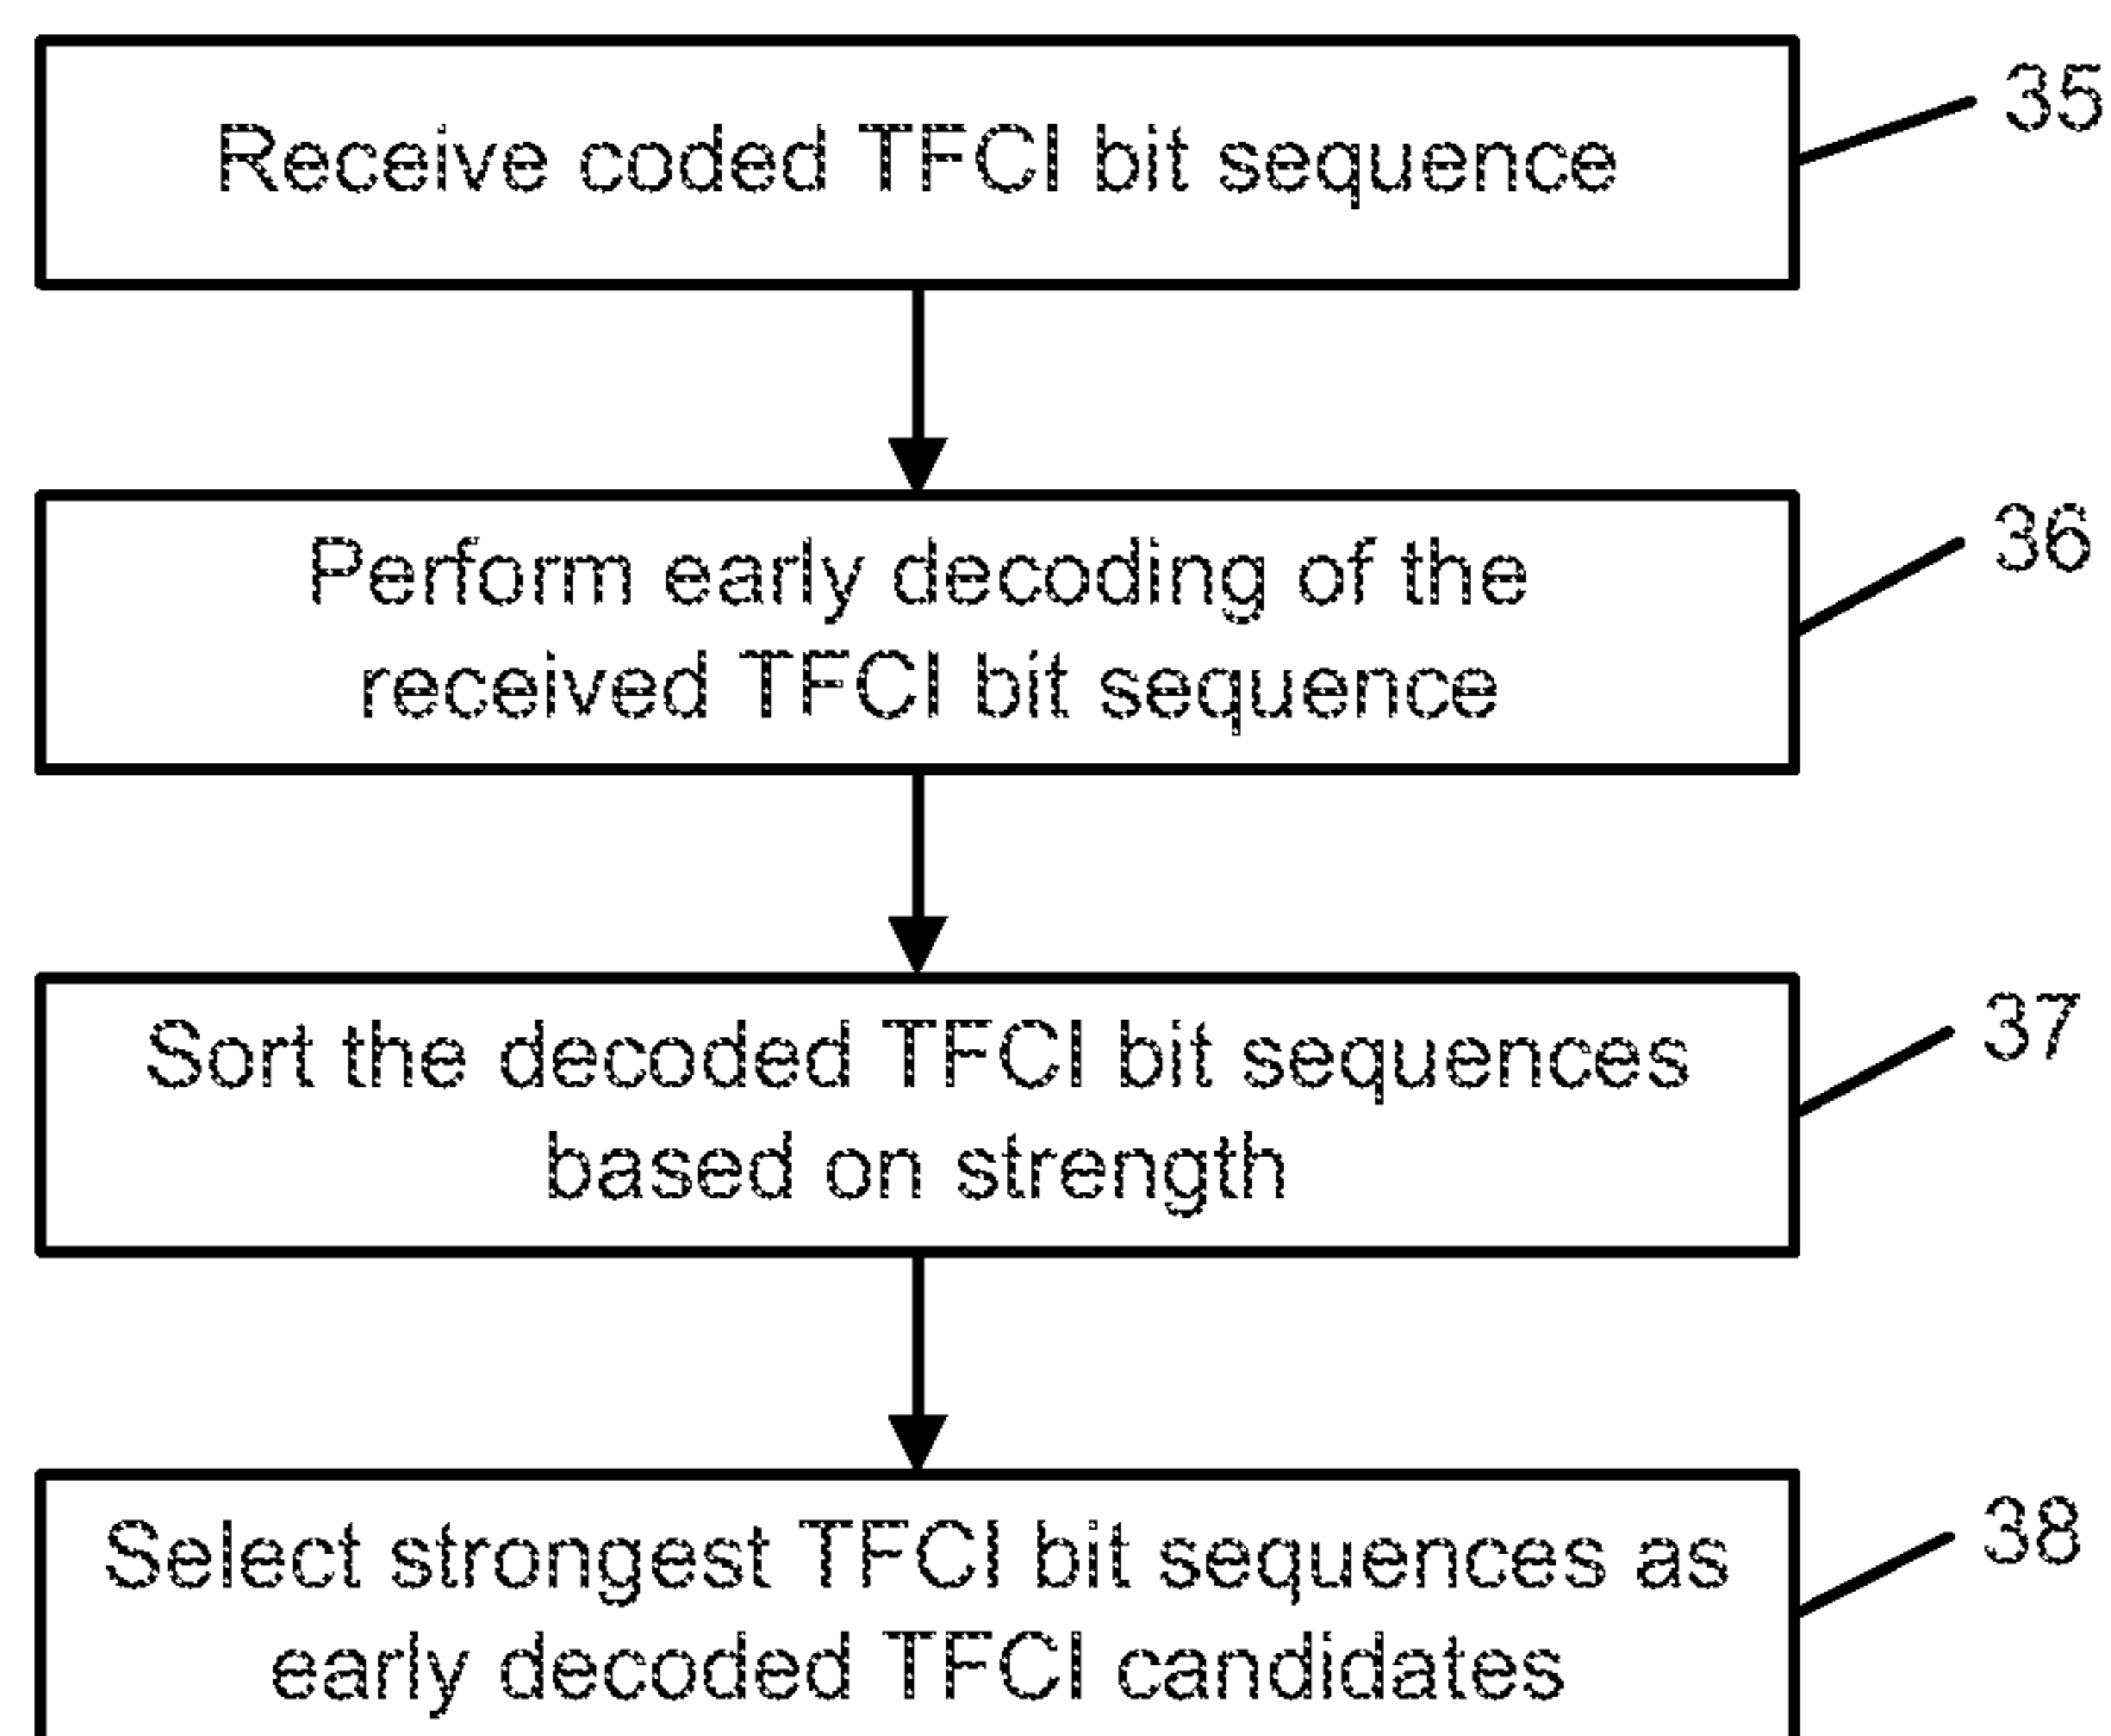 Receive coded TFCI bit sequence
35
Perform early decoding of the
received TFCI bit sequence
36
Sort the decoded TFCI bit sequences
based on strength
37
Select strongest TFCI bit sequences as
early decoded TFCI candidates
38